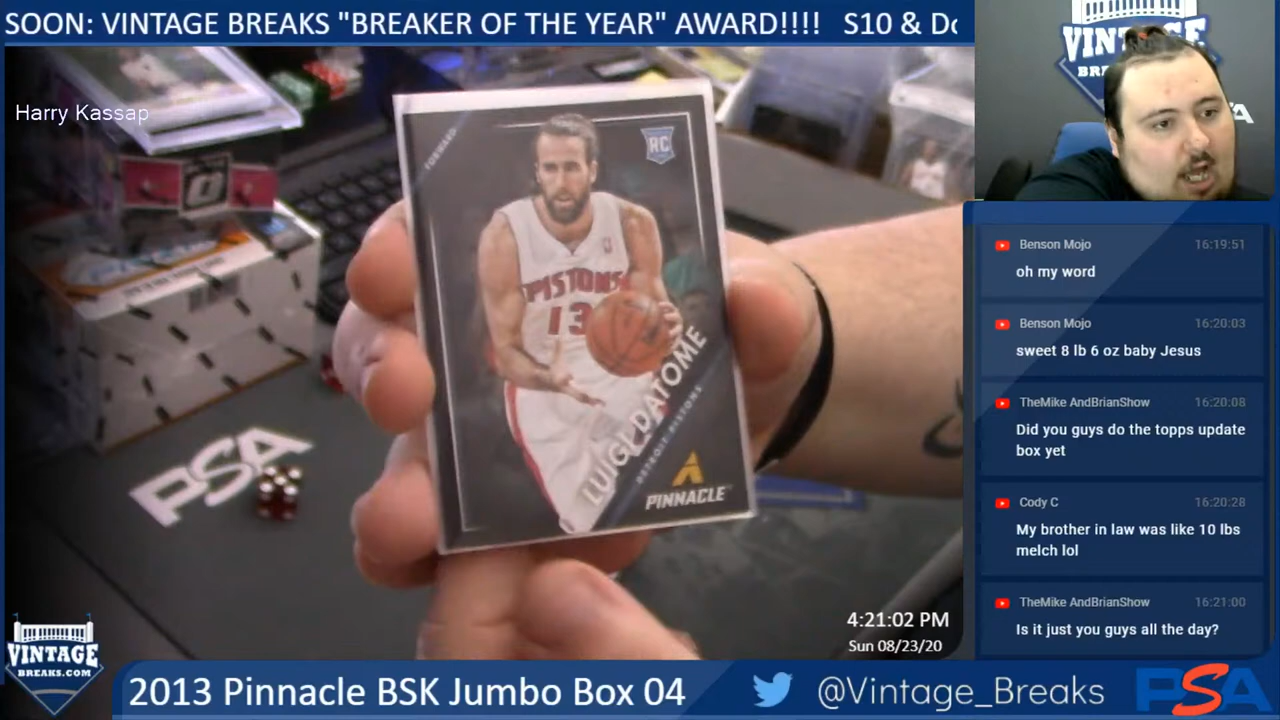 SOON: VINTAGE BREAKS "BREAKER OF THE YEAR" AWARD!!!! S10 & Do
Harry Kassap
FORWARD
RC
PISTONS
13
LUIGI DATOME
DETROIT PISTONS
PINNACLE
PSA
4:21:02 PM
Sun 08/23/20
VINTAGE
BREAKS.COM
2013 Pinnacle BSK Jumbo Box 04
@Vintage_Breaks
PSA
Benson Mojo 16:19:51
oh my word
Benson Mojo 16:20:03
sweet 8 lb 6 oz baby Jesus
TheMike AndBrianShow 16:20:08
Did you guys do the topps update
box yet
Cody C 16:20:28
My brother in law was like 10 lbs
melch lol
TheMike AndBrianShow 16:21:00
Is it just you guys all the day?